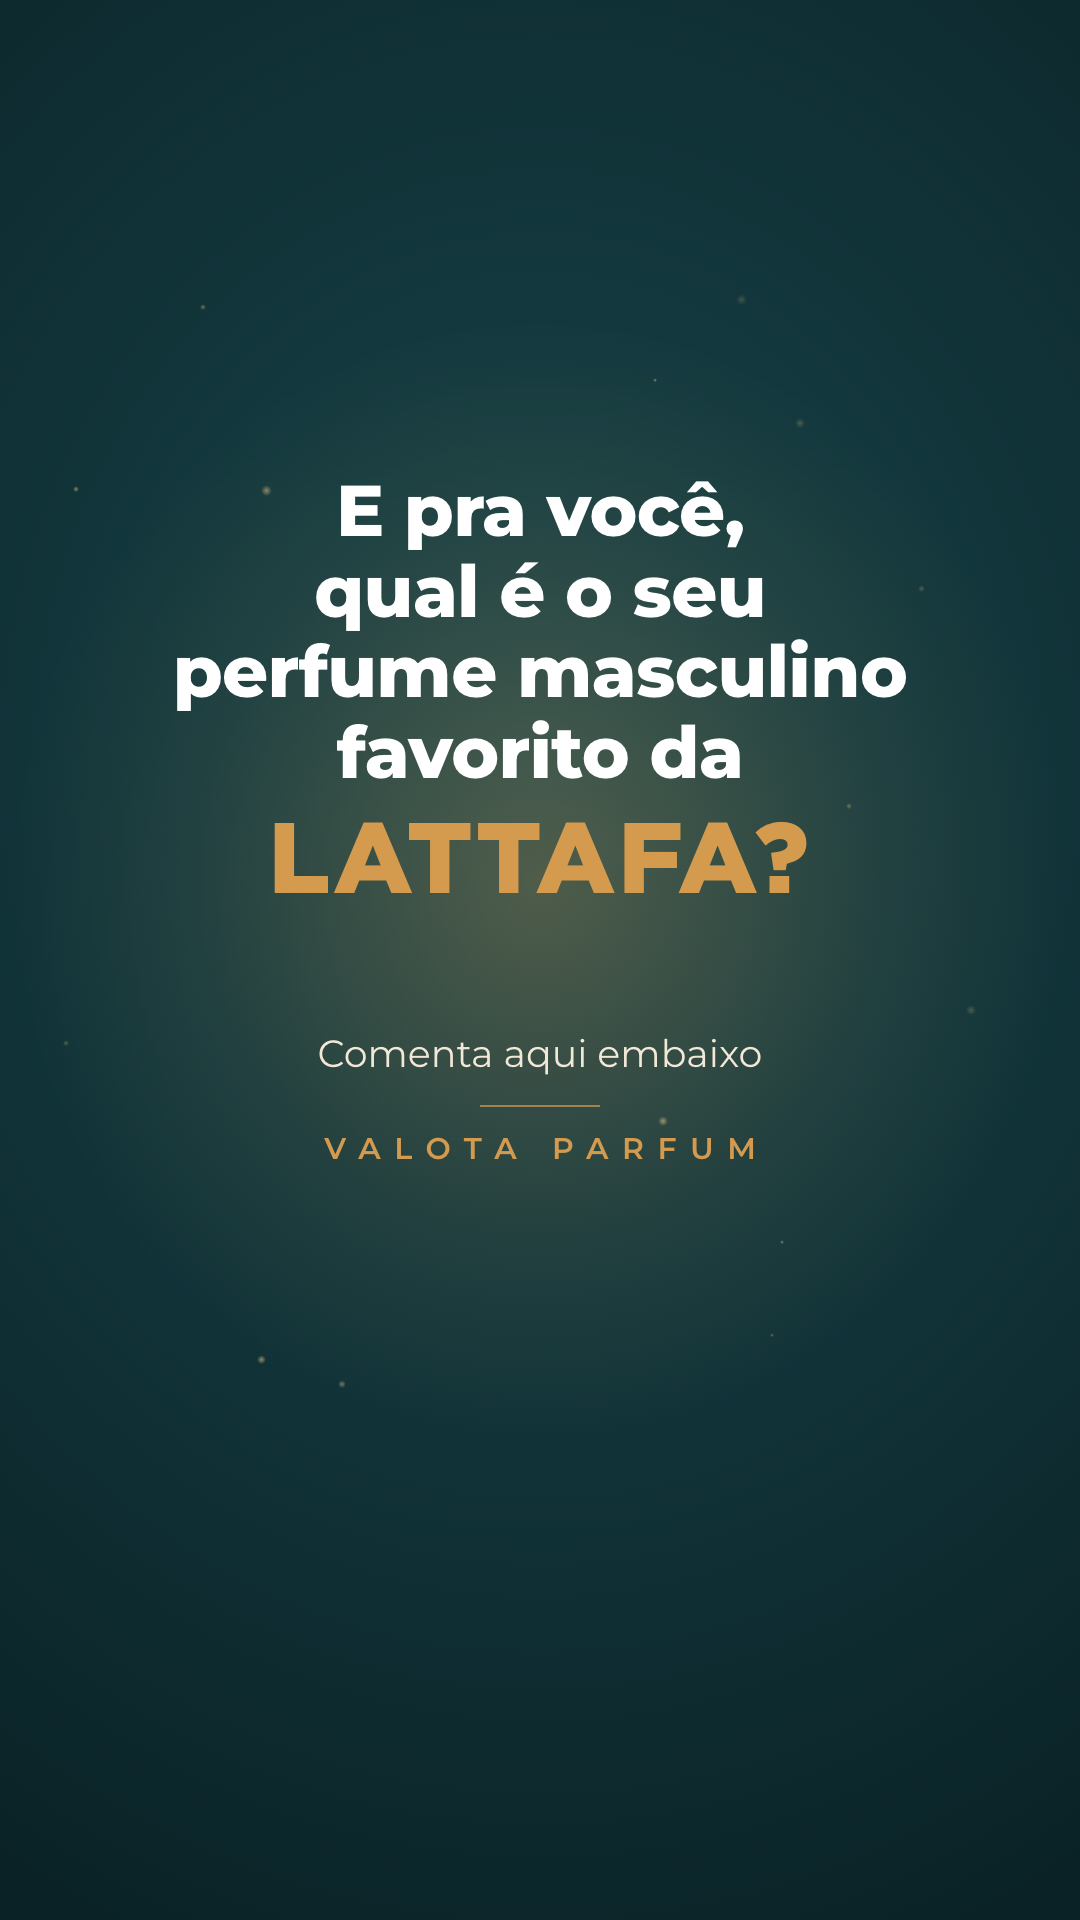 E pra você,
qual é o seu
perfume masculino
favorito da
LATTAFA?
Comenta aqui embaixo
VALOTA PARFUM